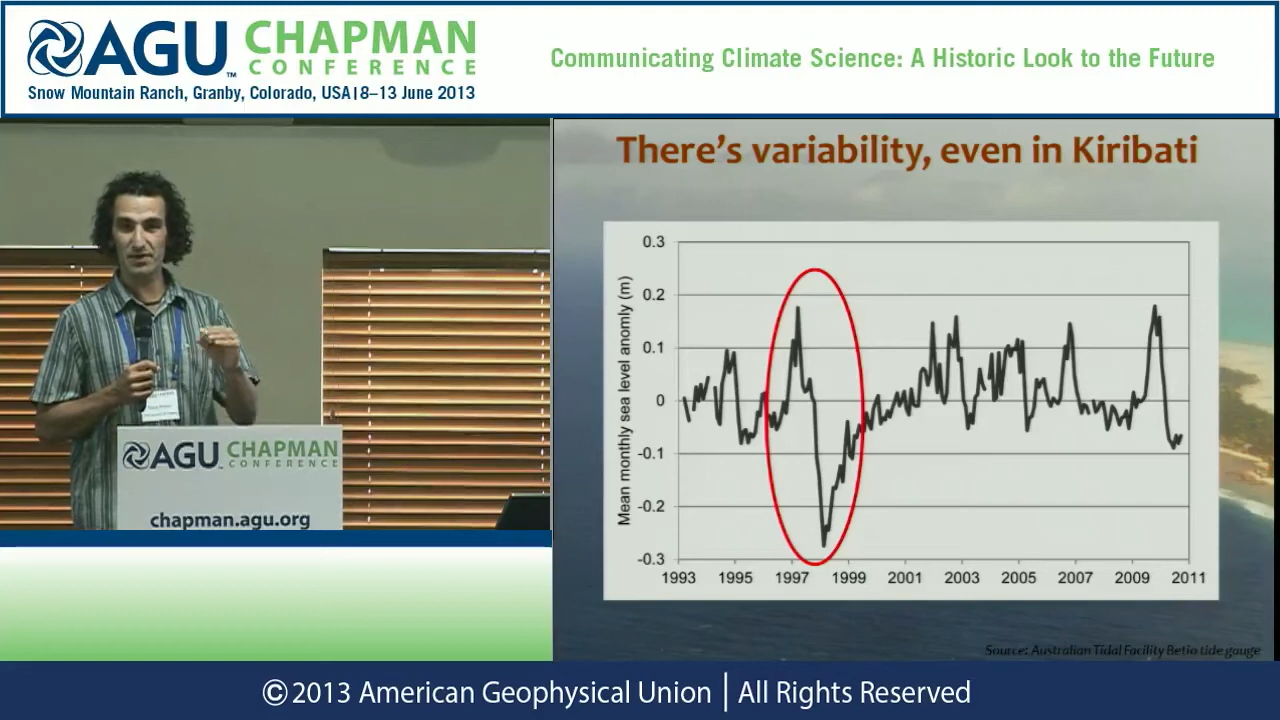 AGU CHAPMAN
™ CONFERENCE
Snow Mountain Ranch, Granby, Colorado, USA|8–13 June 2013
Communicating Climate Science: A Historic Look to the Future
There's variability, even in Kiribati
Mean monthly sea level anomly (m)
0.3
0.2
0.1
0
-0.1
-0.2
-0.3
1993 1995 1997 1999 2001 2003 2005 2007 2009 2011
Source: Australian Tidal Facility Betio tide gauge
AGU CHAPMAN
CONFERENCE
chapman.agu.org
©2013 American Geophysical Union | All Rights Reserved